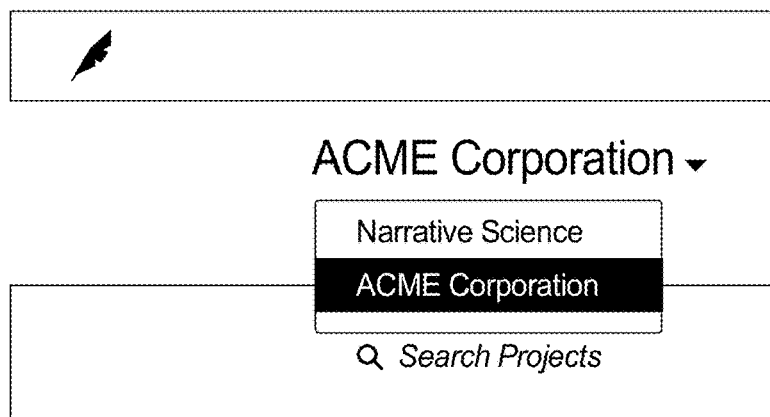 ACME Corporation
Narrative Science
ACME Corporation
Search Projects